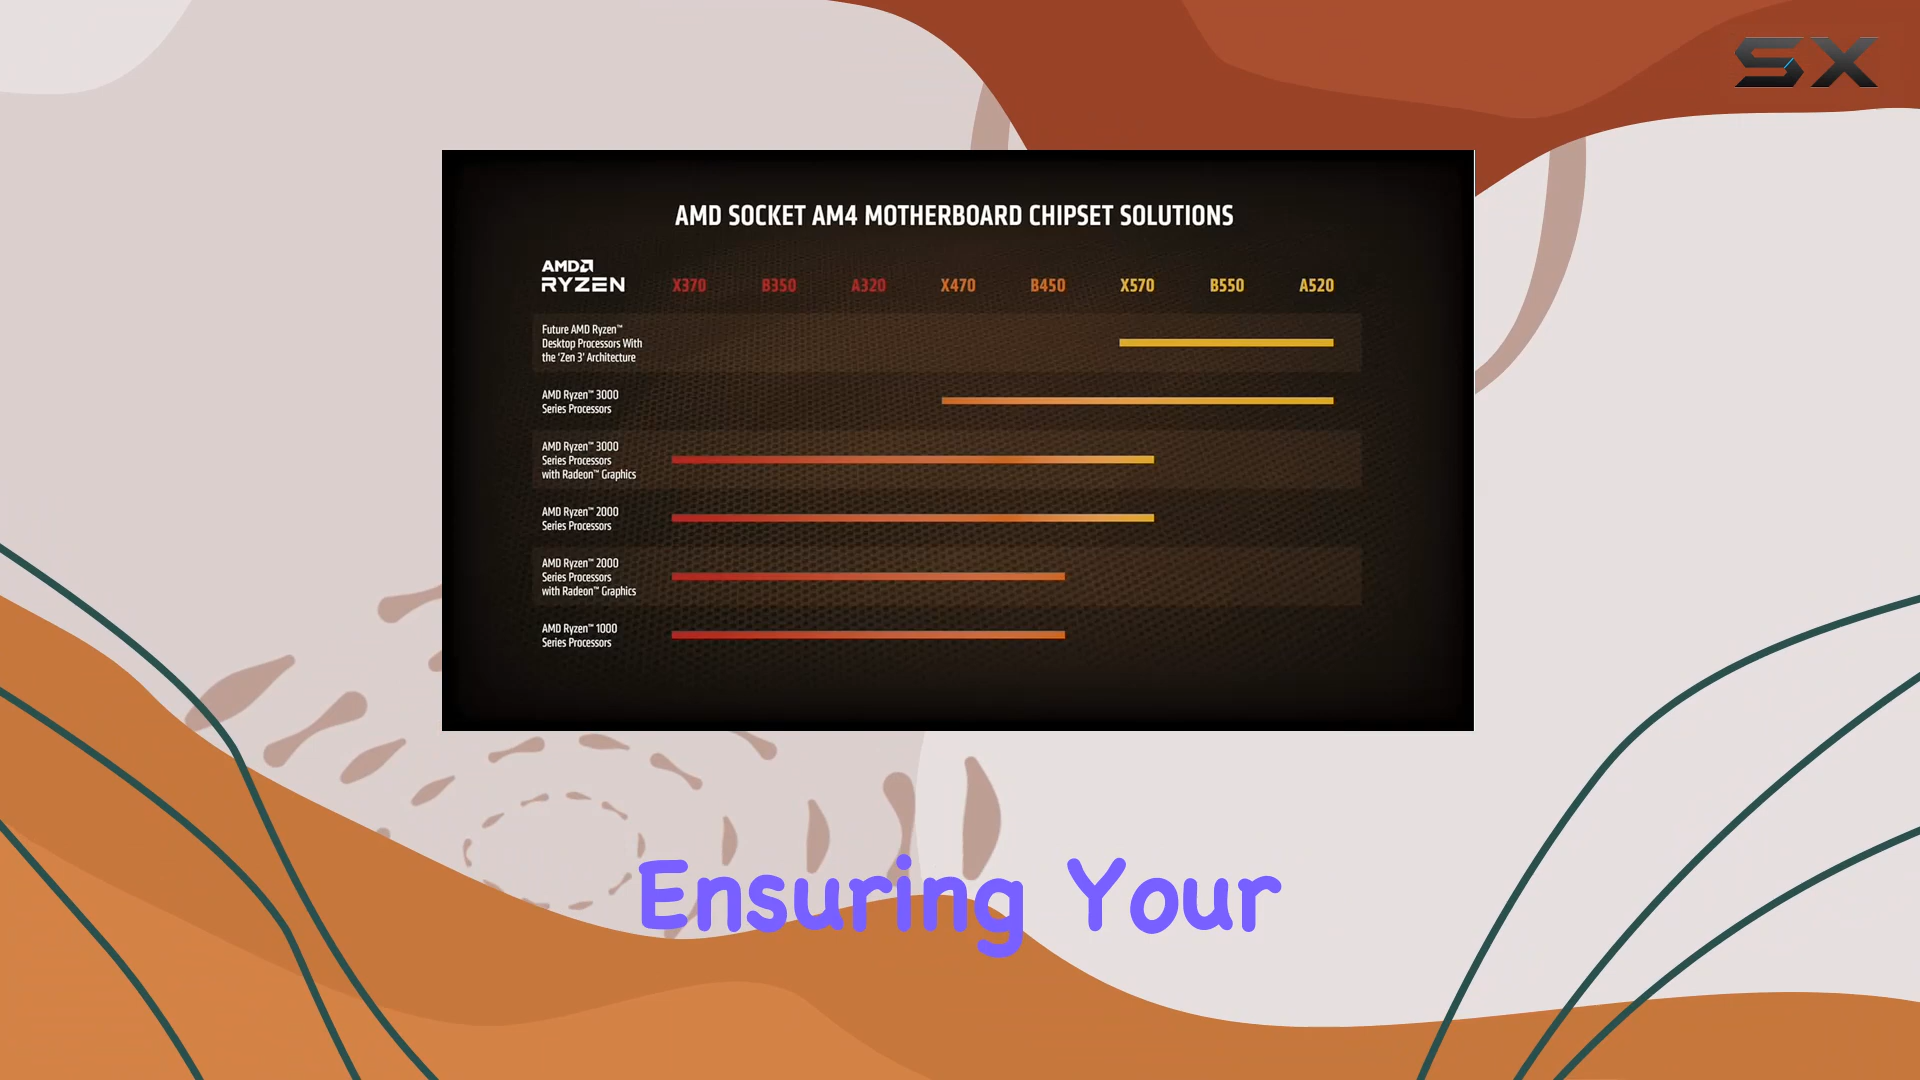 SX
AMD SOCKET AM4 MOTHERBOARD CHIPSET SOLUTIONS
AMD
RYZEN
X370 B350 A320 X470 B450 X570 B550 A520
Future AMD Ryzen™
Desktop Processors With
the 'Zen 3' Architecture
AMD Ryzen™ 3000
Series Processors
AMD Ryzen™ 3000
Series Processors
with Radeon™ Graphics
AMD Ryzen™ 2000
Series Processors
AMD Ryzen™ 2000
Series Processors
with Radeon™ Graphics
AMD Ryzen™ 1000
Series Processors
Ensuring Your